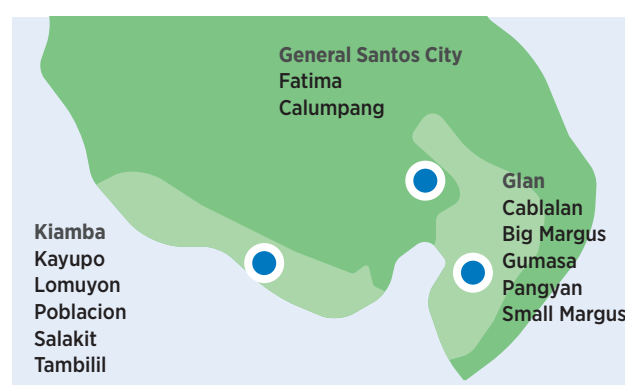 General Santos City
Fatima
Calumpang
Glan
Cablalan
Big Margus
Gumasa
Pangyan
Small Margus
Kiamba
Kayupo
Lomuyon
Poblacion
Salakit
Tambilil